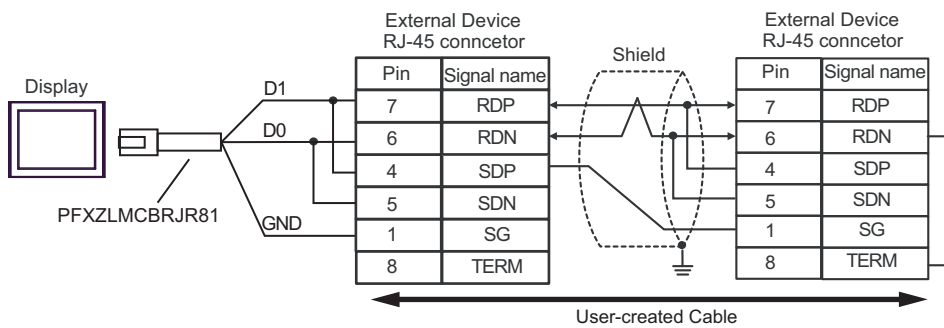 External Device
RJ-45 conncetor
External Device
RJ-45 conncetor
Shield
Display
D1
D0
GND
PFXZLMCBRJR81
Pin Signal name
7 RDP
6 RDN
4 SDP
5 SDN
1 SG
8 TERM
Pin Signal name
7 RDP
6 RDN
4 SDP
5 SDN
1 SG
8 TERM
User-created Cable